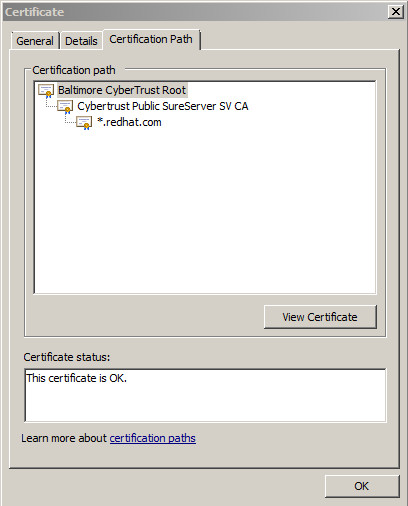 Certificate
General
Details
Certification Path
Certification path
Baltimore CyberTrust Root
Cybertrust Public SureServer SV CA
*.redhat.com
View Certificate
Certificate status:
This certificate is OK.
Learn more about certification paths
OK